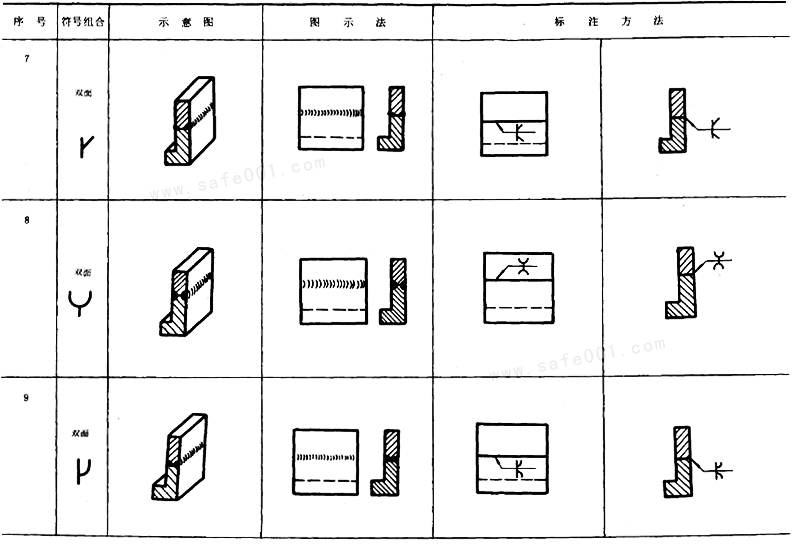 序 号 符号组合 示 意 图 图 示 法 标 注 方 法
7
双面
8
双面
9
双面
www.safe001.com
www.safe001.com